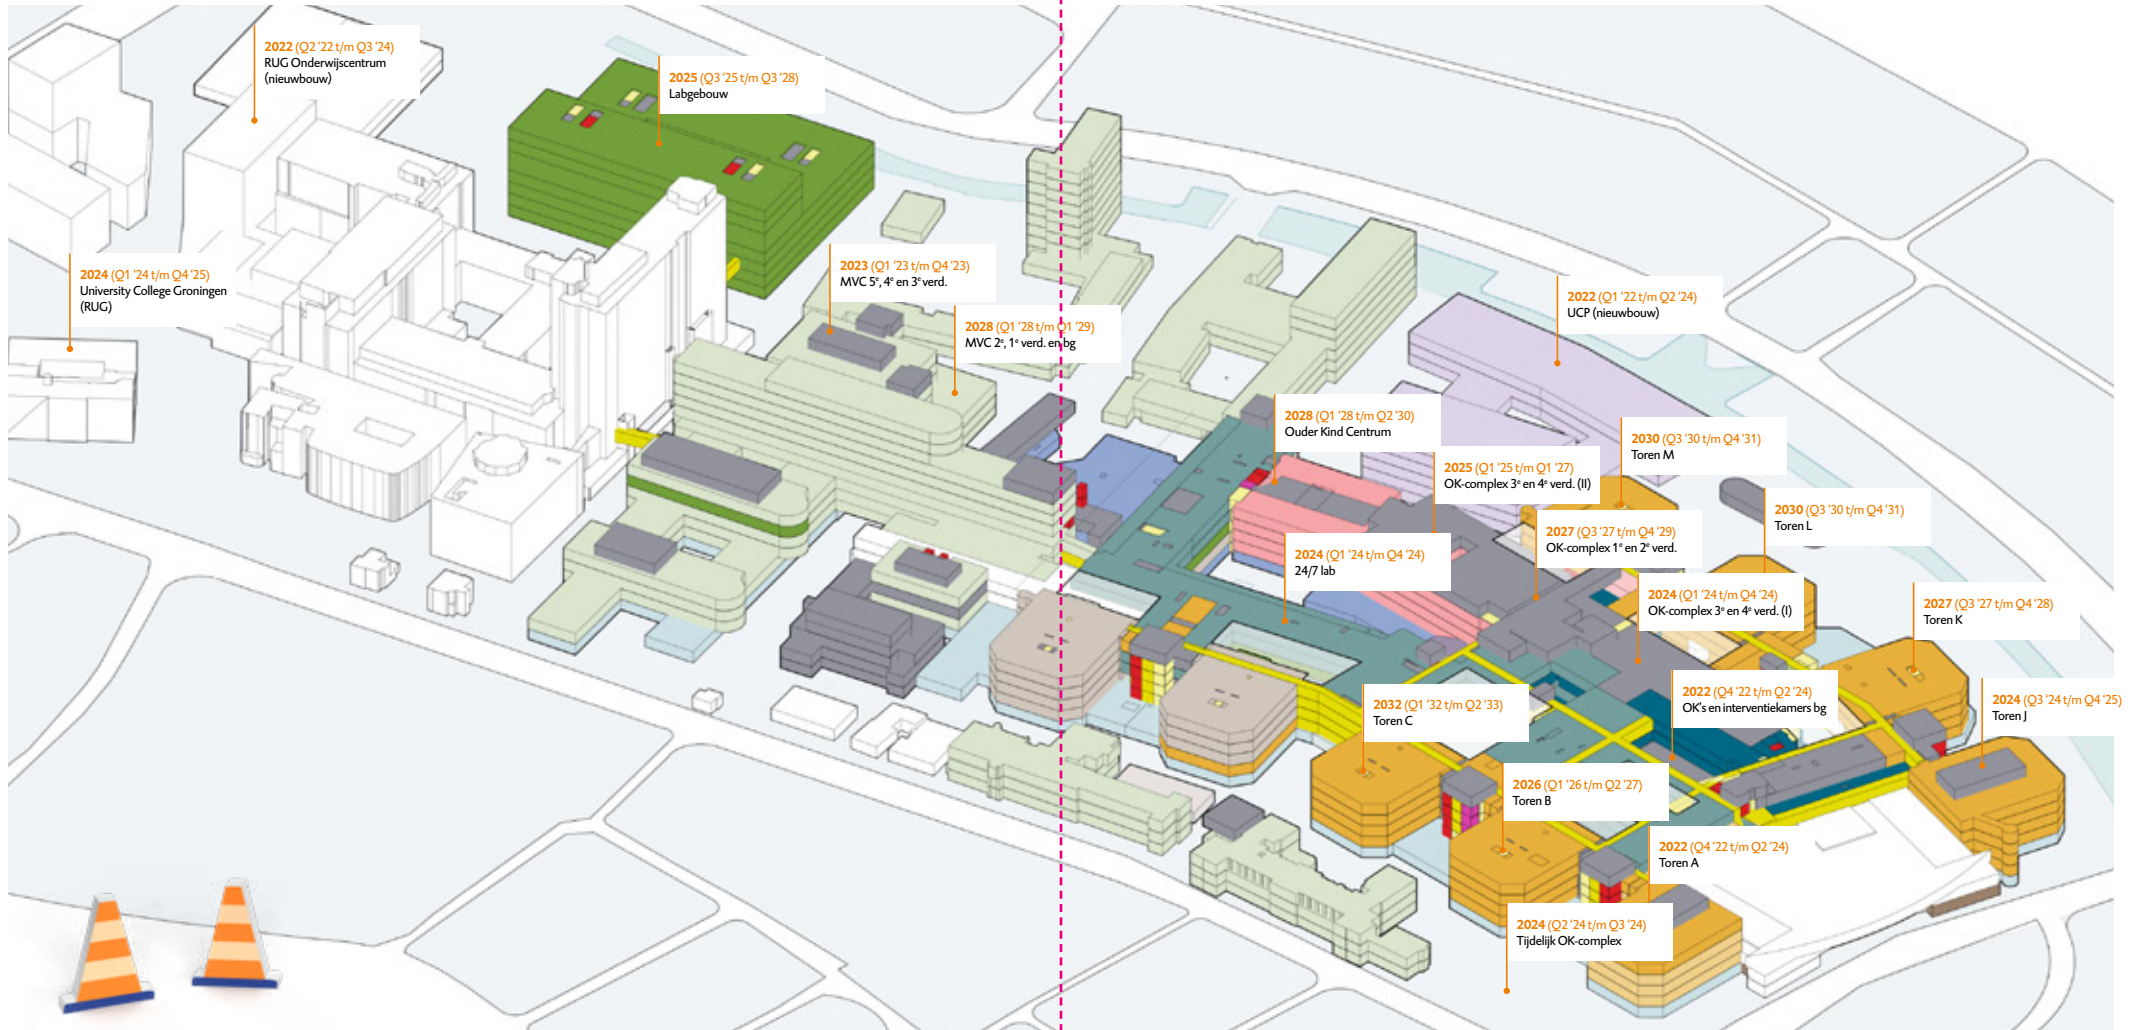 2022 (Q2 ‘22 t/m Q3 ‘24)
RUG Onderwijscentrum
(nieuwbouw)
2025 (Q3 ‘25 t/m Q3 ‘28)
Labgebouw
2024 (Q1 ‘24 t/m Q4 ‘25)
University College Groningen
(RUG)
2023 (Q1 ‘23 t/m Q4 ‘23)
MVC 5e, 4e en 3e verd.
2028 (Q1 ‘28 t/m Q1 ‘29)
MVC 2e, 1e verd. en bg
2022 (Q1 ‘22 t/m Q2 ‘24)
UCP (nieuwbouw)
2028 (Q1 ‘28 t/m Q2 ‘30)
Ouder Kind Centrum
2030 (Q3 ‘30 t/m Q4 ‘31)
Toren M
2025 (Q1 ‘25 t/m Q1 ‘27)
OK-complex 3e en 4e verd. (II)
2030 (Q3 ‘30 t/m Q4 ‘31)
Toren L
2027 (Q3 ‘27 t/m Q4 ‘29)
OK-complex 1e en 2e verd.
2024 (Q1 ‘24 t/m Q4 ‘24)
24/7 lab
2024 (Q1 ‘24 t/m Q4 ‘24)
OK-complex 3e en 4e verd. (I)
2027 (Q3 ‘27 t/m Q4 ‘28)
Toren K
2022 (Q4 ‘22 t/m Q2 ‘24)
OK’s en interventiekamers bg
2024 (Q3 ‘24 t/m Q4 ‘25)
Toren J
2032 (Q1 ‘32 t/m Q2 ‘33)
Toren C
2026 (Q1 ‘26 t/m Q2 ‘27)
Toren B
2022 (Q4 ‘22 t/m Q2 ‘24)
Toren A
2024 (Q2 ‘24 t/m Q3 ‘24)
Tijdelijk OK-complex